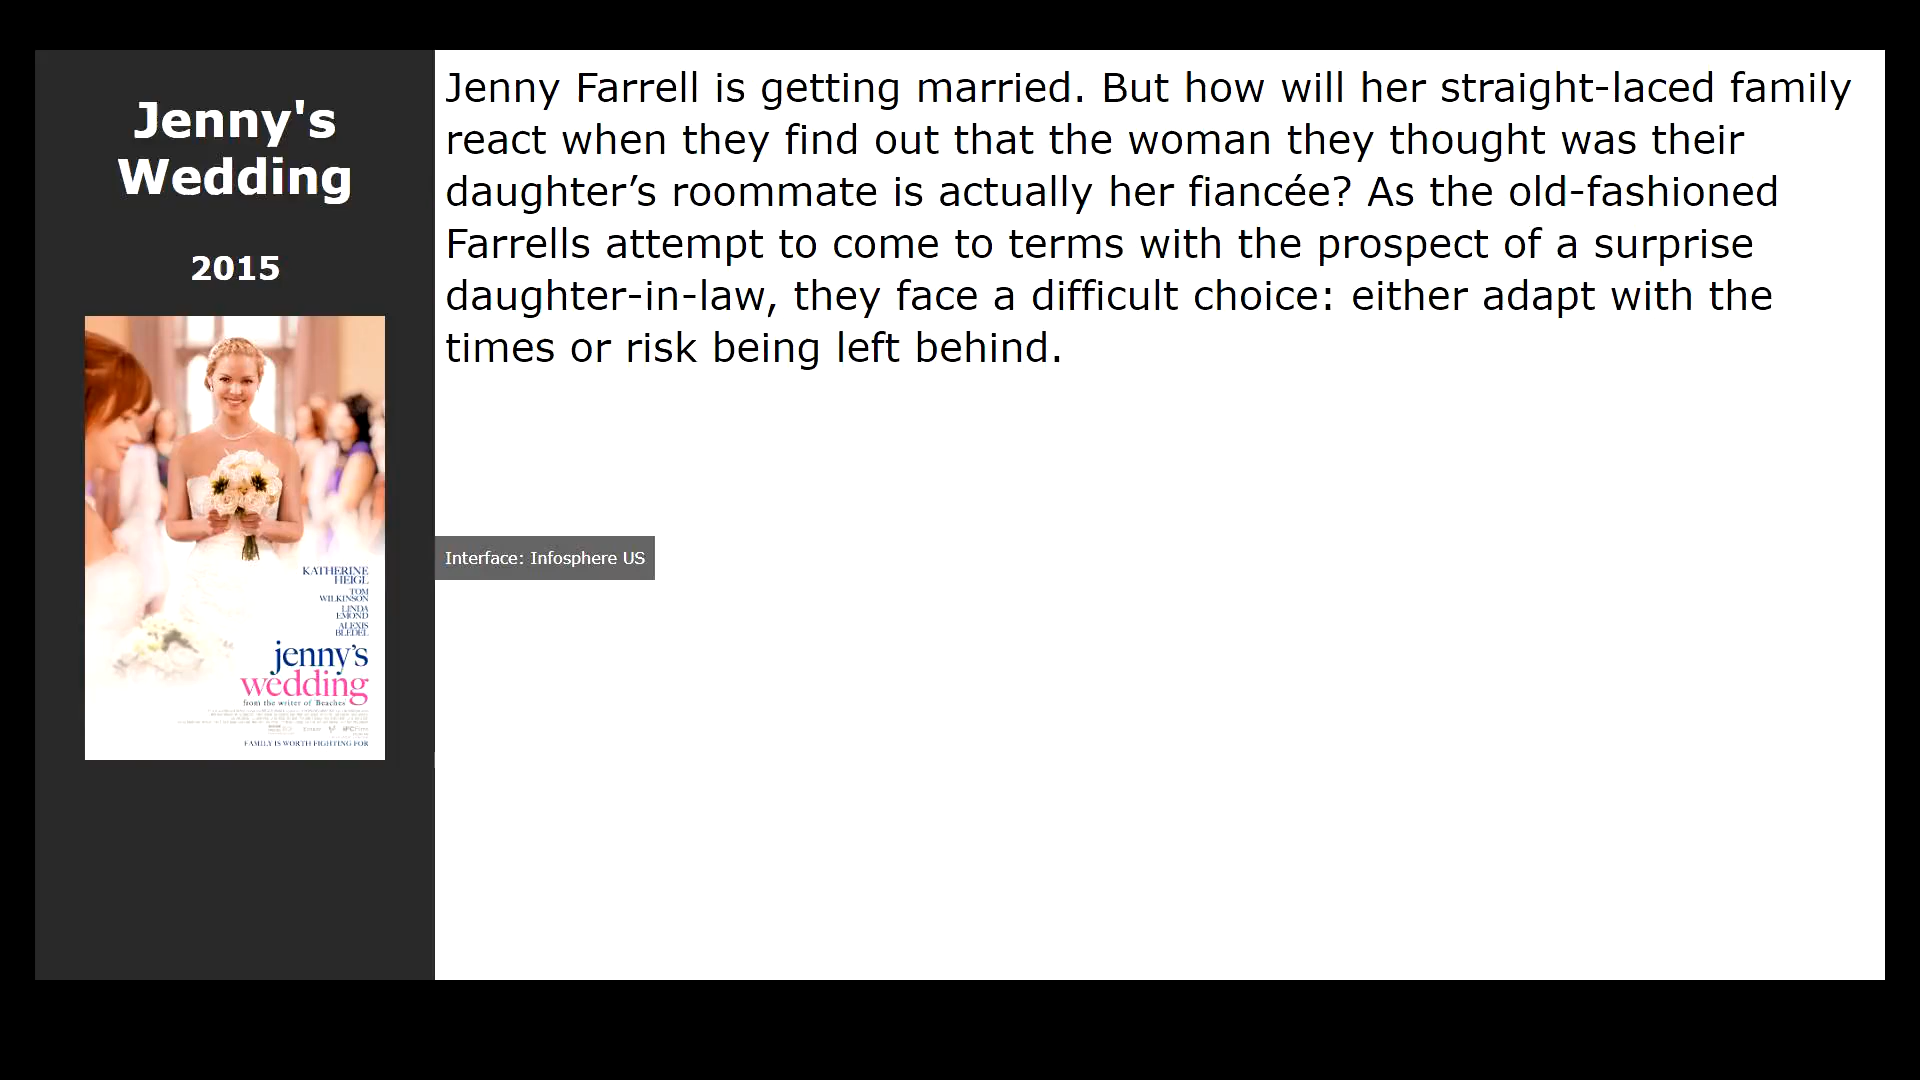 Jenny's
Wedding
2015
KATHERINE
HEIGL
TOM
WILKINSON
LINDA
EMOND
ALEXIS
BLEDEL
jenny's
wedding
from the writer of Beaches
FAMILY IS WORTH FIGHTING FOR
Jenny Farrell is getting married. But how will her straight-laced family
react when they find out that the woman they thought was their
daughter’s roommate is actually her fiancée? As the old-fashioned
Farrells attempt to come to terms with the prospect of a surprise
daughter-in-law, they face a difficult choice: either adapt with the
times or risk being left behind.
Interface: Infosphere US